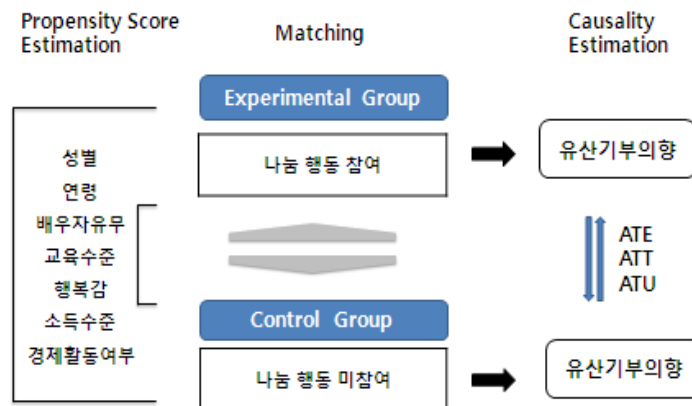 Propensity Score
Estimation
Matching
Causality
Estimation
성별
연령
배우자유무
교육수준
행복감
소득수준
경제활동여부
Experimental Group
나눔 행동 참여
Control Group
나눔 행동 미참여
유산기부의향
ATE
ATT
ATU
유산기부의향